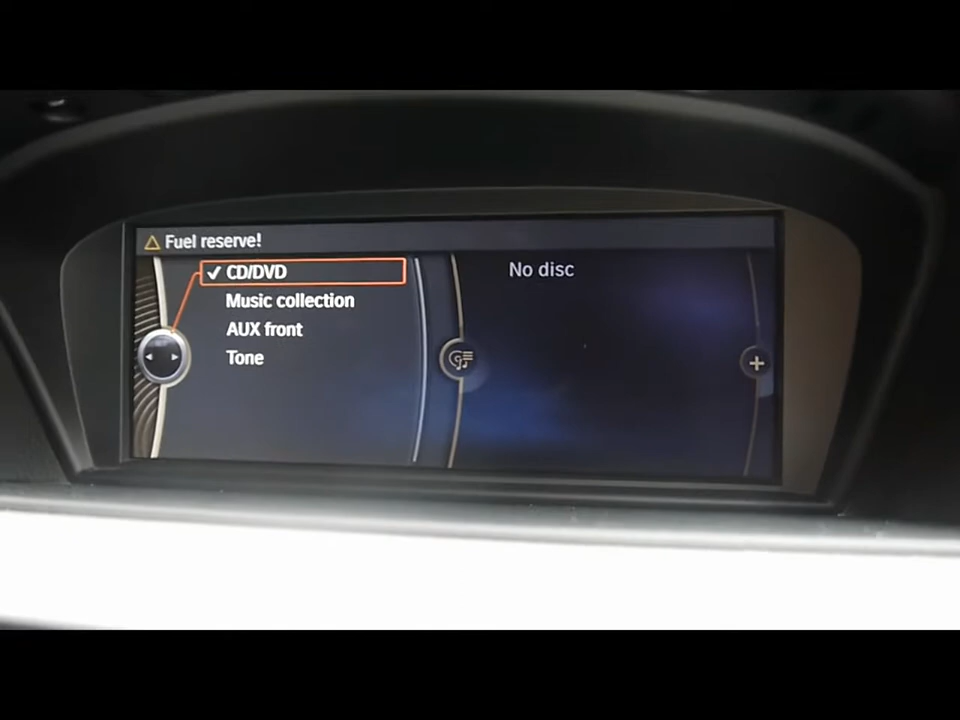 Fuel reserve!
CD/DVD
No disc
Music collection
AUX front
Tone